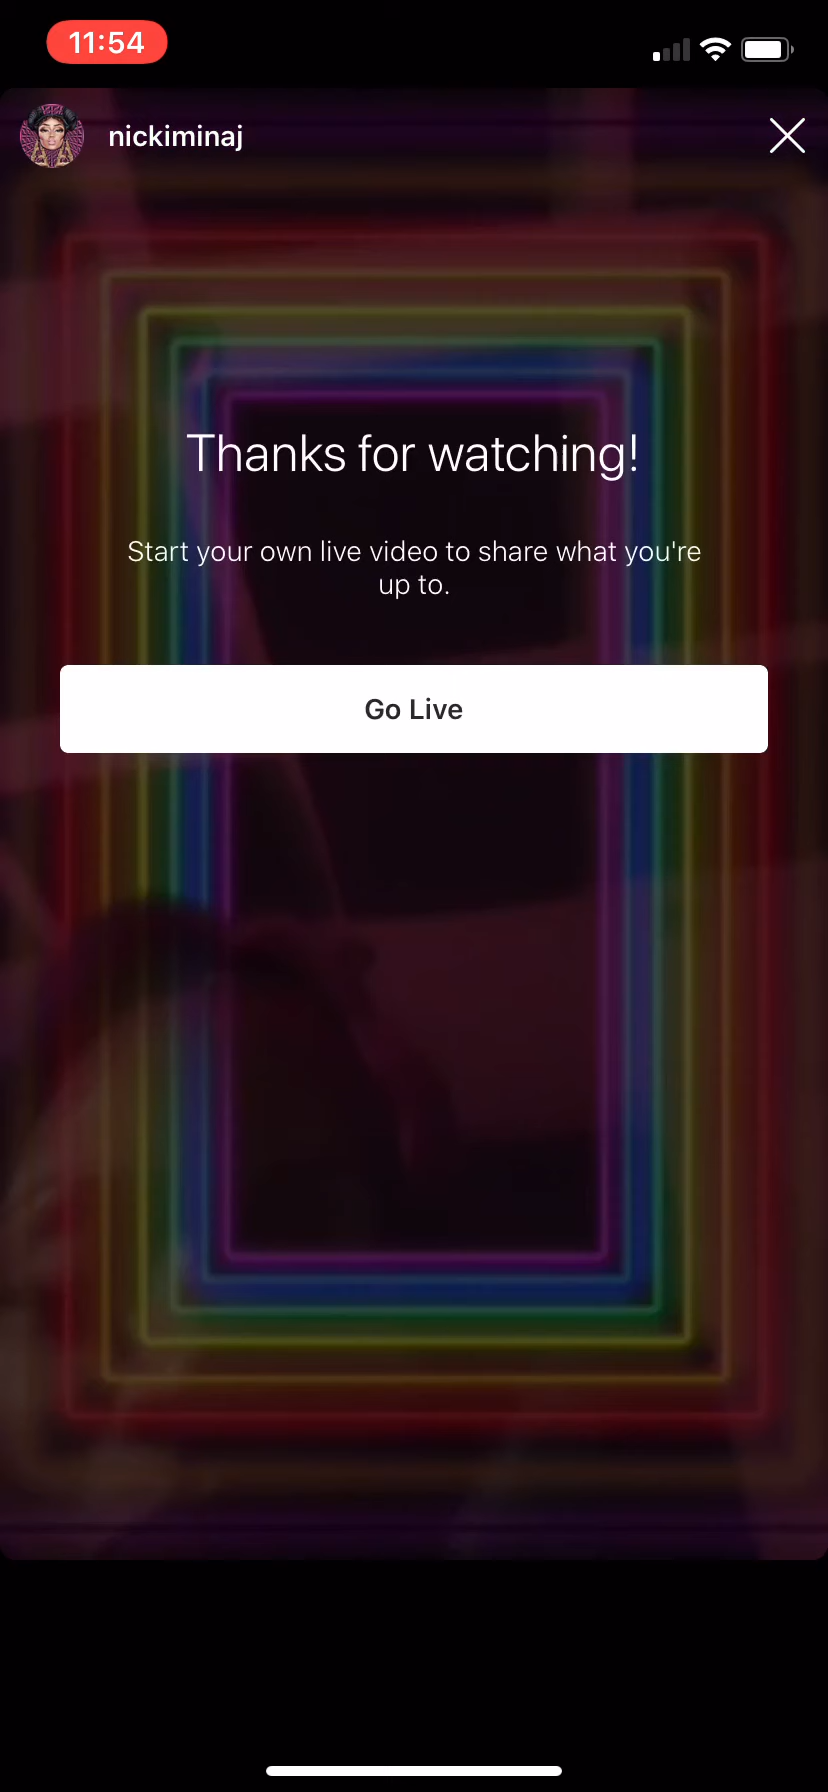 11:54
nickiminaj
Thanks for watching!
Start your own live video to share what you're
up to.
Go Live